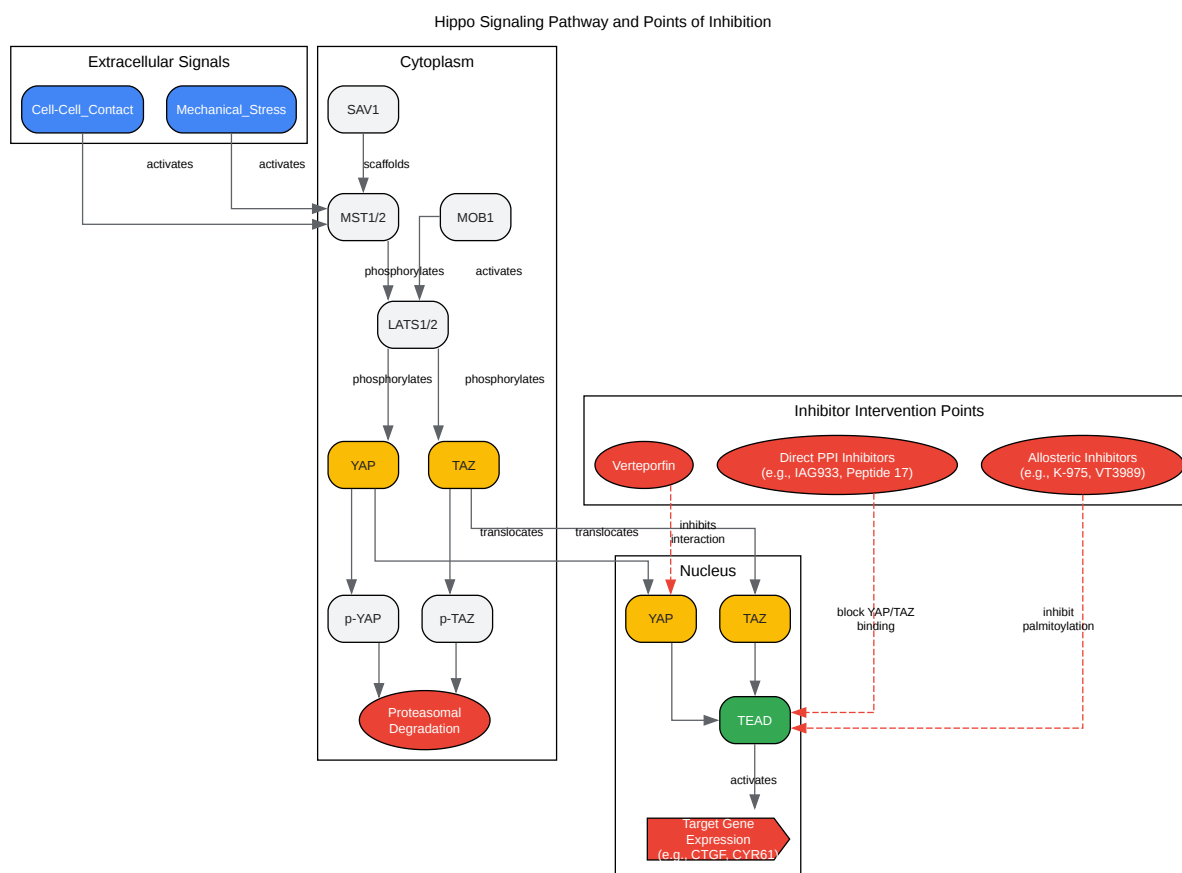 Hippo Signaling Pathway and Points of Inhibition
Extracellular Signals
Cell-Cell_Contact
Mechanical_Stress
activates
activates
Cytoplasm
SAV1
scaffolds
MST1/2
MOB1
phosphorylates
activates
LATS1/2
phosphorylates
phosphorylates
YAP
TAZ
translocates
translocates
p-YAP
p-TAZ
Proteasomal
Degradation
Inhibitor Intervention Points
Verteporfin
Direct PPI Inhibitors
(e.g., IAG933, Peptide 17)
Allosteric Inhibitors
(e.g., K-975, VT3989)
inhibits
interaction
block YAP/TAZ
binding
inhibit
palmitoylation
Nucleus
YAP
TAZ
TEAD
activates
Target Gene
Expression
(e.g., CTGF, CYR61)